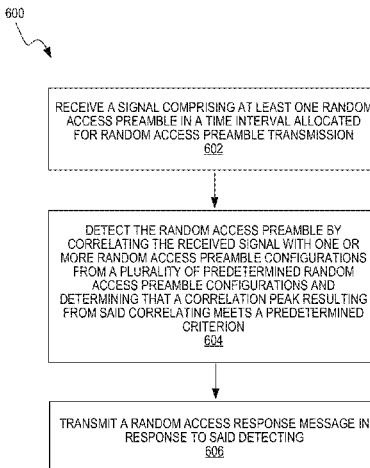 600
RECEIVE A SIGNAL COMPRISING AT LEAST ONE RANDOM
ACCESS PREAMBLE IN A TIME INTERVAL ALLOCATED
FOR RANDOM ACCESS PREAMBLE TRANSMISSION
602
DETECT THE RANDOM ACCESS PREAMBLE BY
CORRELATING THE RECEIVED SIGNAL WITH ONE OR
MORE RANDOM ACCESS PREAMBLE CONFIGURATIONS
FROM A PLURALITY OF PREDETERMINED RANDOM
ACCESS PREAMBLE CONFIGURATIONS AND
DETERMINING THAT A CORRELATION PEAK RESULTING
FROM SAID CORRELATING MEETS A PREDETERMINED
CRITERION
604
TRANSMIT A RANDOM ACCESS RESPONSE MESSAGE IN
RESPONSE TO SAID DETECTING
606